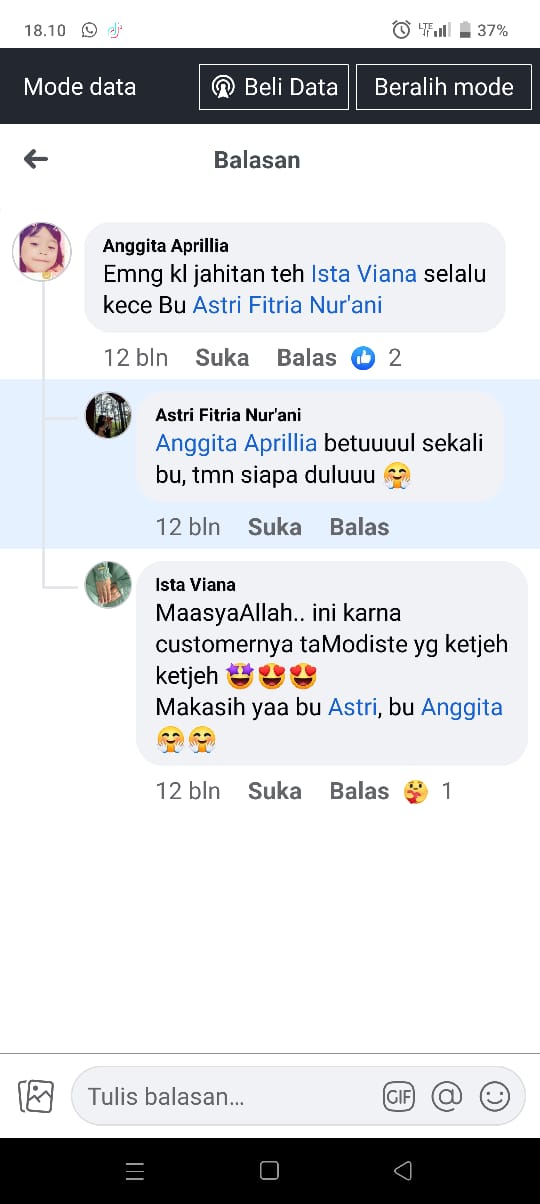 18.10
LTE 37%
Mode data
Beli Data
Beralih mode
Balasan
Anggita Aprillia
Emng kl jahitan teh Ista Viana selalu
kece Bu Astri Fitria Nur'ani
12 bln Suka Balas 2
Astri Fitria Nur'ani
Anggita Aprillia betuuuul sekali
bu, tmn siapa duluuu 🤗
12 bln Suka Balas
Ista Viana
MaasyaAllah.. ini karna
customernya taModiste yg ketjeh
ketjeh 🤩😍😍
Makasih yaa bu Astri, bu Anggita
🤗🤗
12 bln Suka Balas 1
Tulis balasan...
GIF @